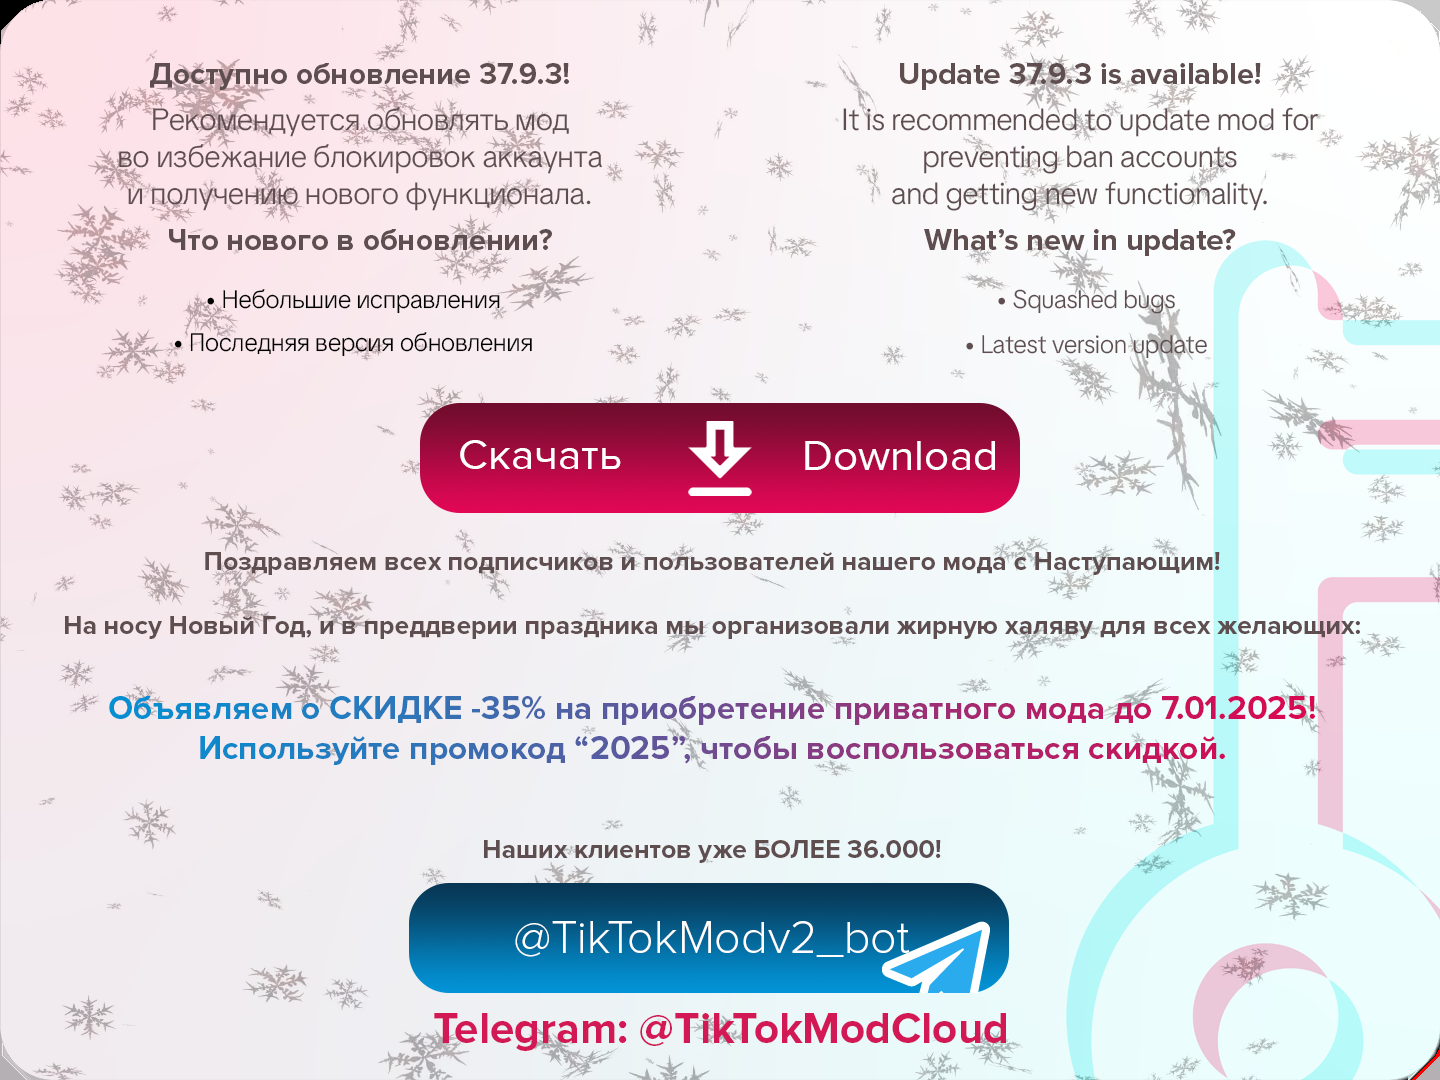 Доступно обновление 37.9.3!
Рекомендуется обновлять мод
во избежание блокировок аккаунта
и получению нового функционала.
Что нового в обновлении?
• Небольшие исправления
• Последняя версия обновления
Update 37.9.3 is available!
It is recommended to update mod for
preventing ban accounts
and getting new functionality.
What's new in update?
• Squashed bugs
• Latest version update
Скачать
Download
Поздравляем всех подписчиков и пользователей нашего мода с Наступающим!
На носу Новый Год, и в преддверии праздника мы организовали жирную халяву для всех желающих:
Объявляем о СКИДКЕ -35% на приобретение приватного мода до 7.01.2025!
Используйте промокод “2025”, чтобы воспользоваться скидкой.
Наших клиентов уже БОЛЕЕ 36.000!
@TikTokModv2_bot
Telegram: @TikTokModCloud